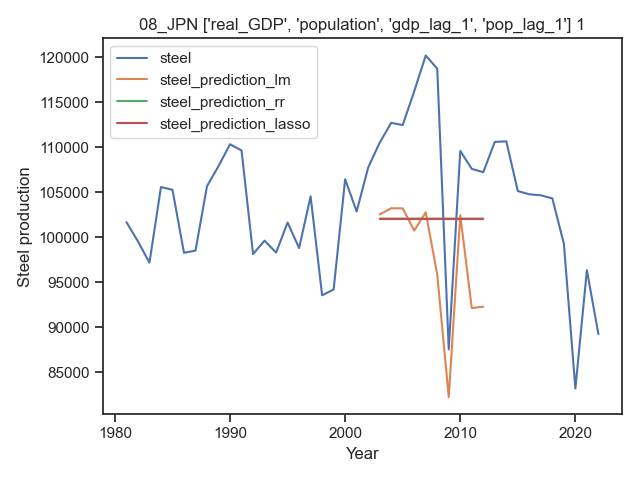 08_JPN ['real_GDP', 'population', 'gdp_lag_1', 'pop_lag_1'] 1
steel
steel_prediction_lm
steel_prediction_rr
steel_prediction_lasso
Steel production
120000
115000
110000
105000
100000
95000
90000
85000
1980
1990
2000
2010
2020
Year